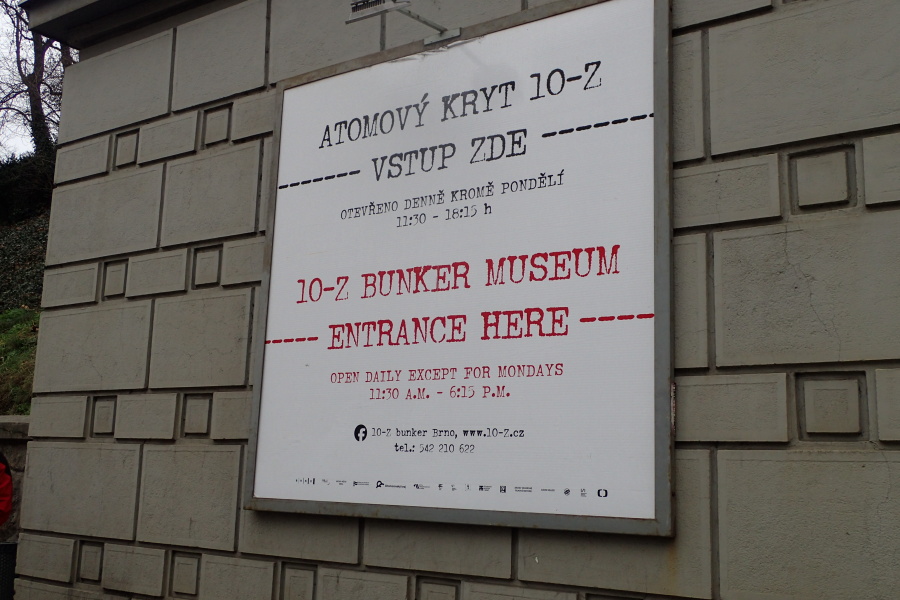 ATOMOVÝ KRYT 10-Z
------ VSTUP ZDE ------
OTEVŘENO DENNĚ KROMĚ PONDĚLÍ
11:30 - 18:15 h
10-Z BUNKER MUSEUM
---- ENTRANCE HERE -----
OPEN DAILY EXCEPT FOR MONDAYS
11:30 A.M. - 6:15 P.M.
10-Z bunker Brno, www.10-Z.cz
tel.: 542 210 622